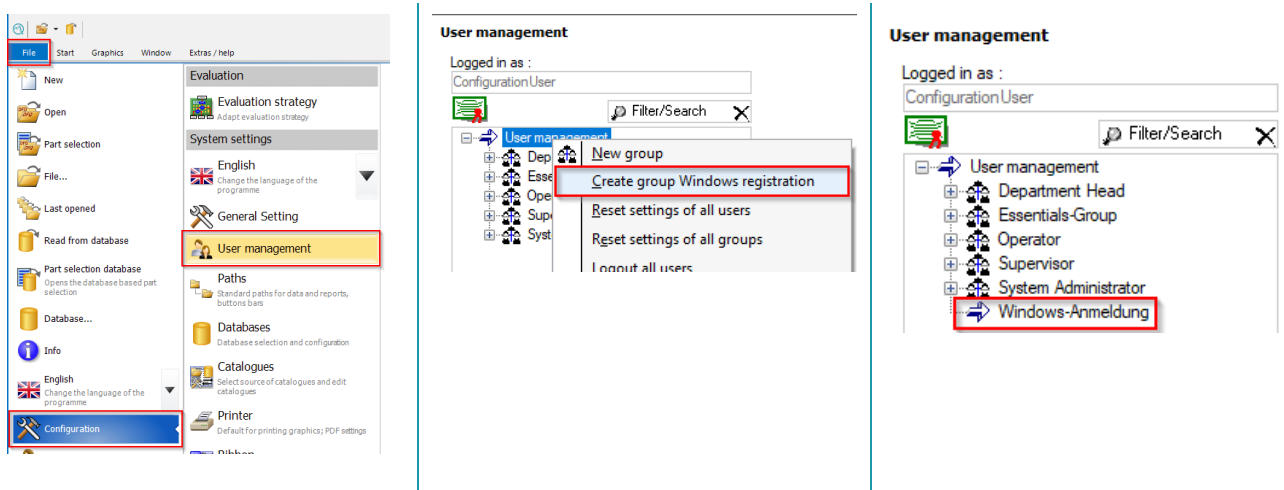 File Start Graphics Window Extras / help
New
Open
Part selection
File...
Last opened
Read from database
Part selection database
Opens the database based part
selection
Database...
Info
English
Change the language of the
programme
Configuration
Evaluation
Evaluation strategy
Adapt evaluation strategy
System settings
English
Change the language of the
programme
General Setting
User management
Paths
Standard paths for data and reports,
buttons bars
Databases
Database selection and configuration
Catalogues
Select source of catalogues and edit
catalogues
Printer
Default for printing graphics; PDF settings
Ribbon
User management
Logged in as :
ConfigurationUser
Filter/Search
User management
Dep
Esse
Ope
Supe
Syst
New group
Create group Windows registration
Reset settings of all users
Reset settings of all groups
Logout all users
User management
Logged in as :
ConfigurationUser
Filter/Search
User management
Department Head
Essentials-Group
Operator
Supervisor
System Administrator
Windows-Anmeldung